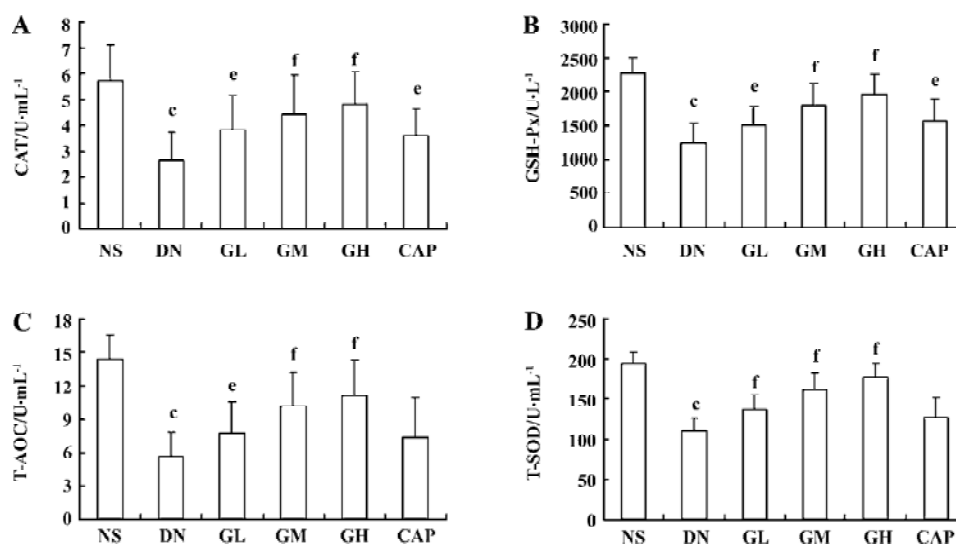 A
CAT/U·mL⁻¹
8
7
6
5
4
3
2
1
0
c
e
f
f
e
NS DN GL GM GH CAP
B
GSH-Px/U·L⁻¹
3000
2500
2000
1500
1000
500
0
c
e
f
f
e
NS DN GL GM GH CAP
C
T-AOC/U·mL⁻¹
18
15
12
9
6
3
0
c
e
f
f
NS DN GL GM GH CAP
D
T-SOD/U·mL⁻¹
250
200
150
100
50
0
c
f
f
f
NS DN GL GM GH CAP